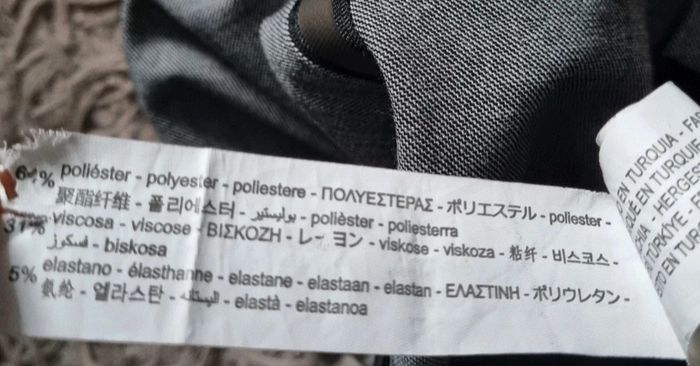 64% poliéster - polyester - poliestere - ΠΟΛΥΕΣΤΕΡΑΣ - ポリエステル - poliester -
聚酯纤维 - 폴리에스터 - بوليستير - polièster - poliesterra
31% viscosa - viscose - ΒΙΣΚΟΖΗ - レーヨン - viskose - viskoza - 粘纤 - 비스코스 -
فسكوز - biskosa
5% elastano - élasthanne - elastane - elastaan - elastan - ΕΛΑΣΤΙΝΗ - ポリウレタン -
氨纶 - 엘라스탄 - الیستانه - elastà - elastanoa
EN TURQUIA -
EN TURQUIE
EN TURQUIA